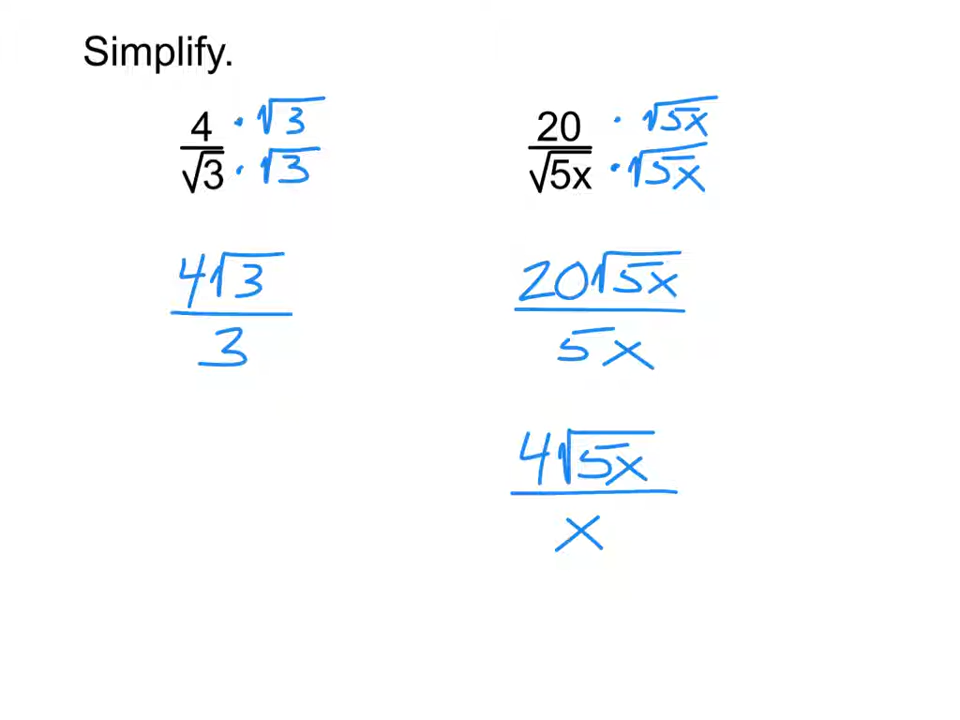 Simplify.
4 · √3
√3 · √3
4√3
3
20 · √5x
√5x · √5x
20√5x
5x
4√5x
x